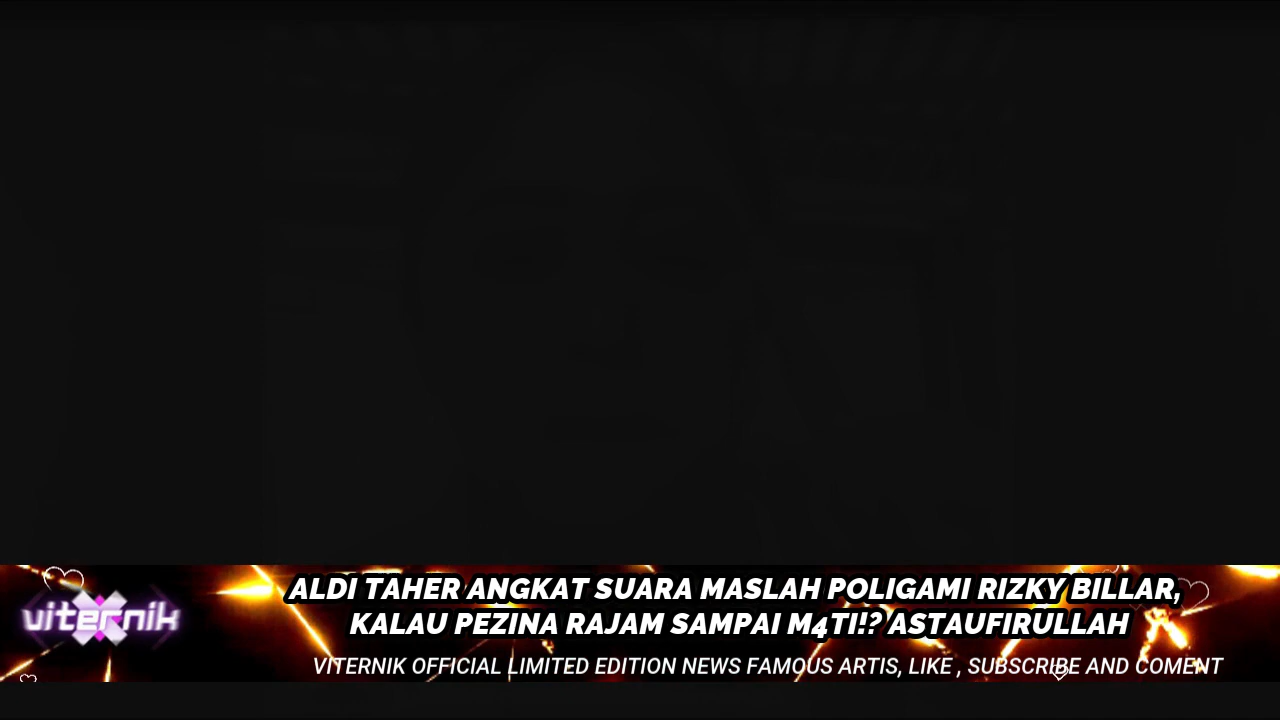 ALDI TAHER ANGKAT SUARA MASLAH POLIGAMI RIZKY BILLAR,
KALAU PEZINA RAJAM SAMPAI M4TI!? ASTAUFIRULLAH
viternik
VITERNIK OFFICIAL LIMITED EDITION NEWS FAMOUS ARTIS, LIKE , SUBSCRIBE AND COMENT